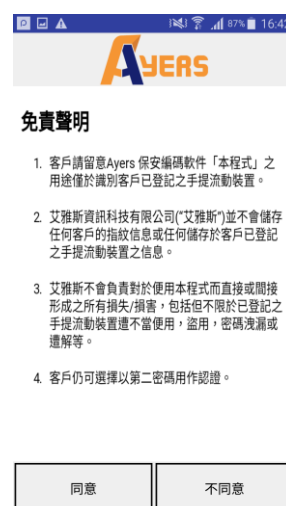 87% 16:43
AYERS
免責聲明
1. 客戶請留意Ayers 保安編碼軟件「本程式」之
用途僅於識別客戶已登記之手提流動裝置。
2. 艾雅斯資訊科技有限公司(“艾雅斯”)並不會儲存
任何客戶的指紋信息或任何儲存於客戶已登記
之手提流動裝置之信息。
3. 艾雅斯不會負責對於使用本程式而直接或間接
形成之所有損失/損害，包括但不限於已登記之
手提流動裝置遭不當使用，盜用，密碼洩漏或
遭解等。
4. 客戶仍可選擇以第二密碼用作認證。
同意
不同意